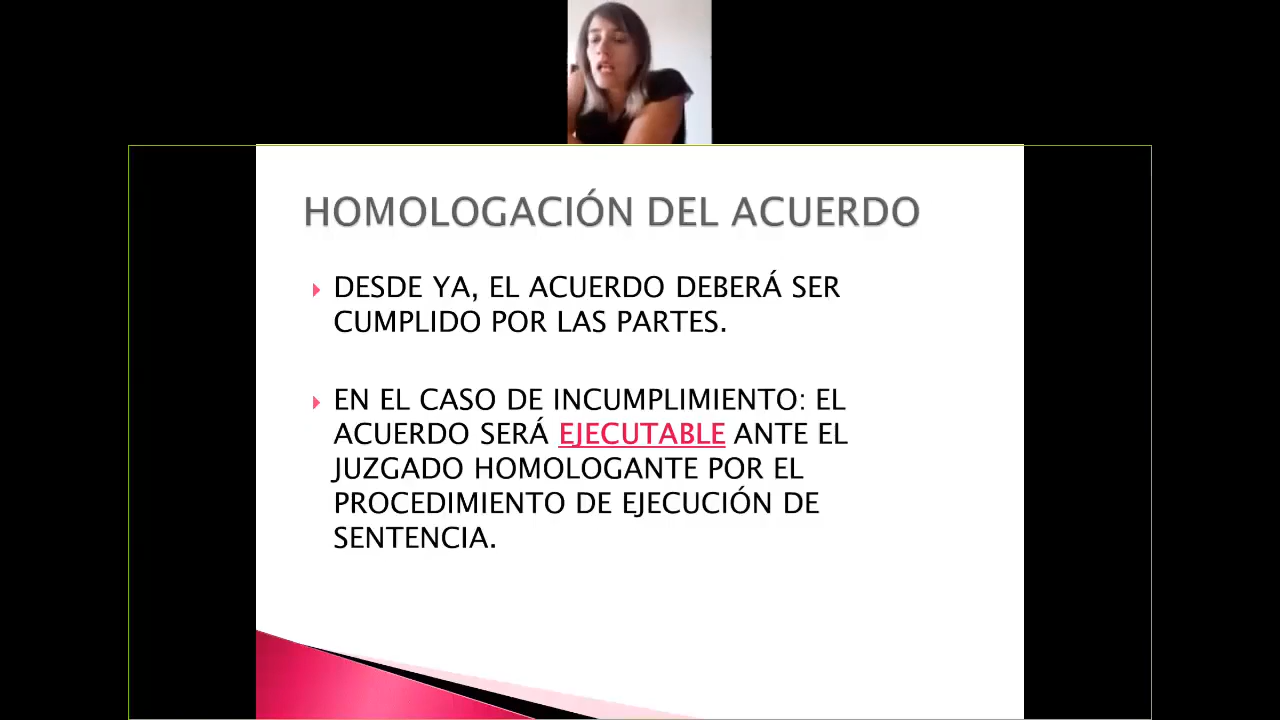 HOMOLOGACIÓN DEL ACUERDO
DESDE YA, EL ACUERDO DEBERÁ SER
CUMPLIDO POR LAS PARTES.
EN EL CASO DE INCUMPLIMIENTO: EL
ACUERDO SERÁ EJECUTABLE ANTE EL
JUZGADO HOMOLOGANTE POR EL
PROCEDIMIENTO DE EJECUCIÓN DE
SENTENCIA.